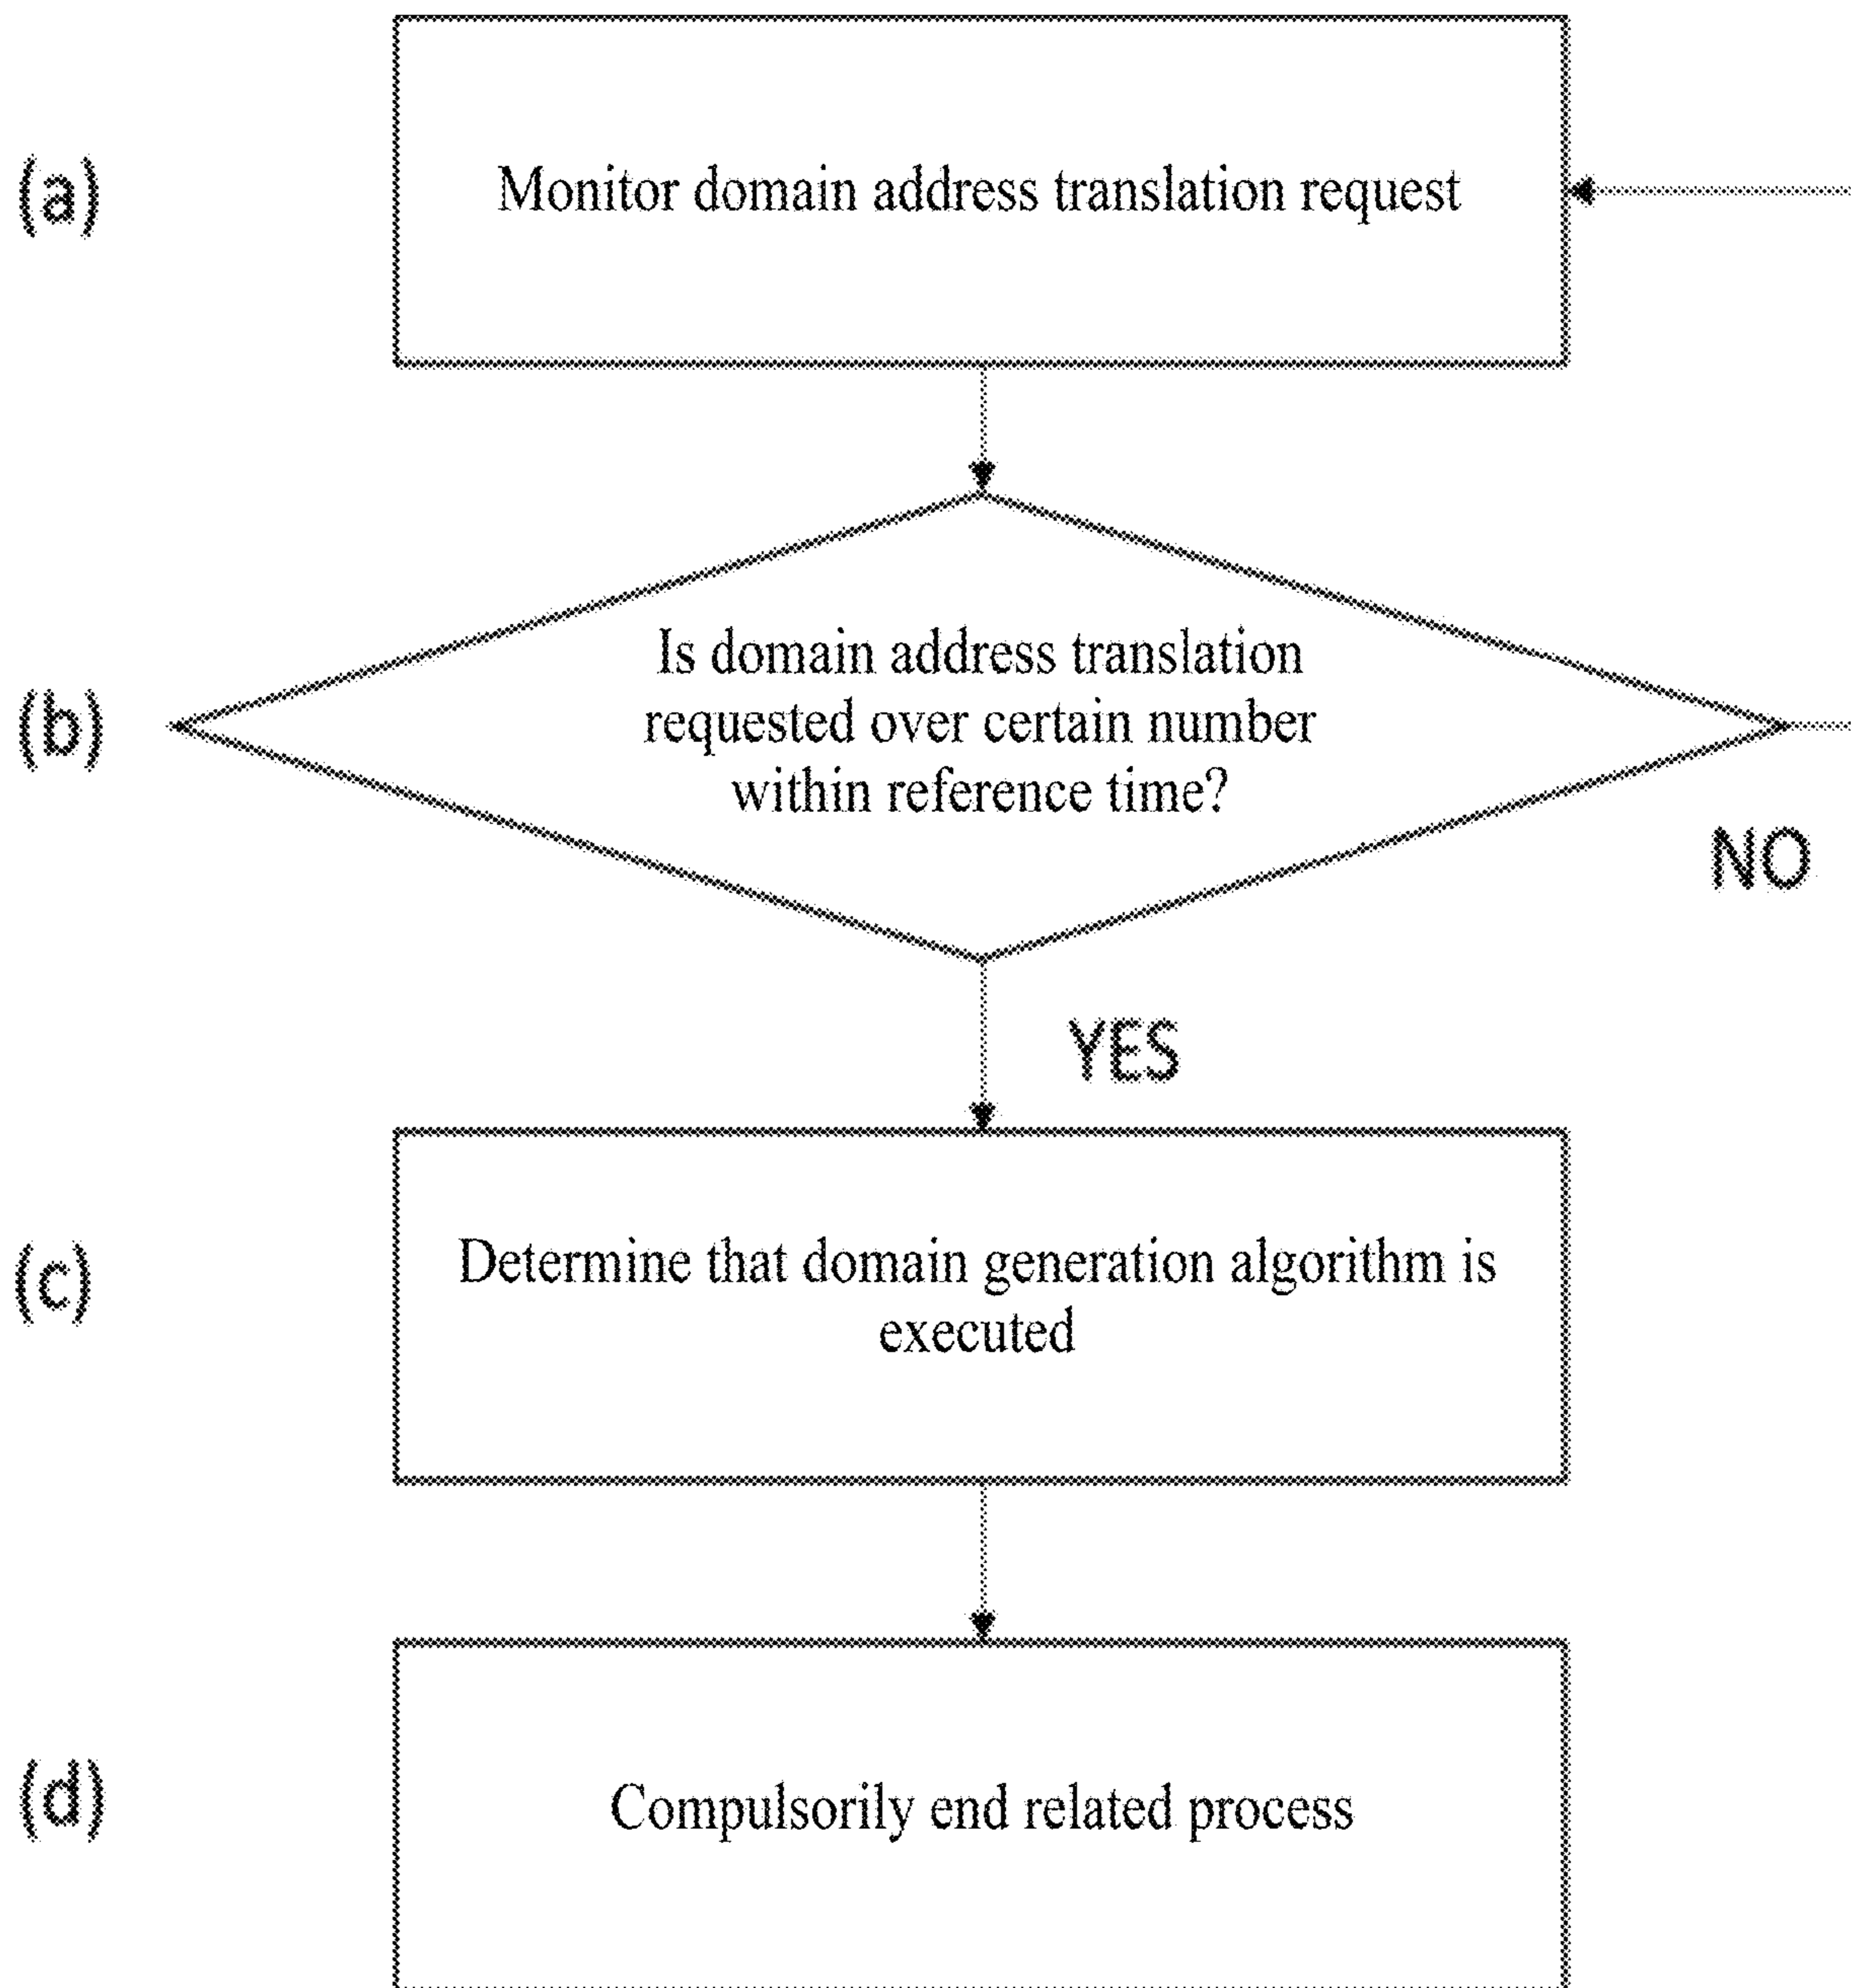 (a)
Monitor domain address translation request
(b)
Is domain address translation
requested over certain number
within reference time?
NO
YES
(c)
Determine that domain generation algorithm is
executed
(d)
Compulsorily end related process